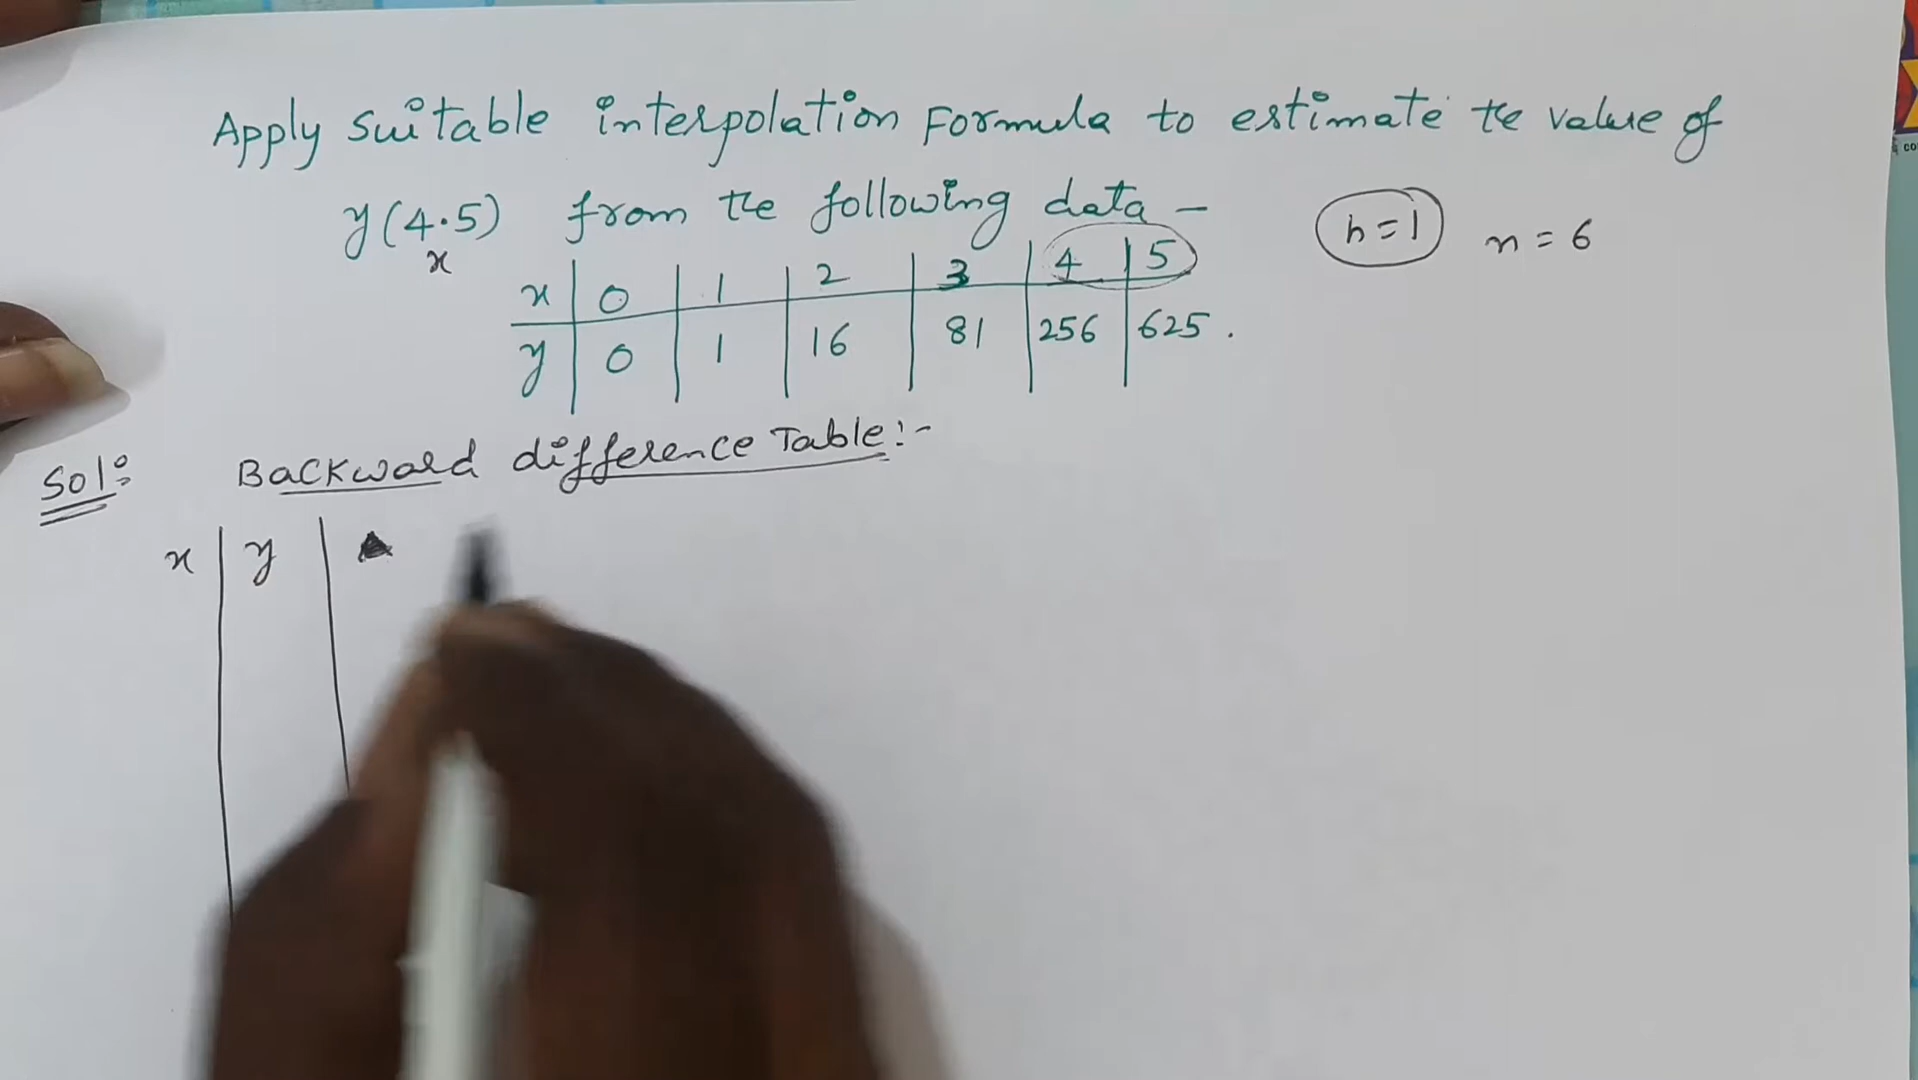 Apply suitable interpolation Formula to estimate the value of
y(4.5) from the following data -
x
h=1 n = 6
x 0 1 2 3 4 5
y 0 1 16 81 256 625.
Sol: Backward difference Table:-
x y